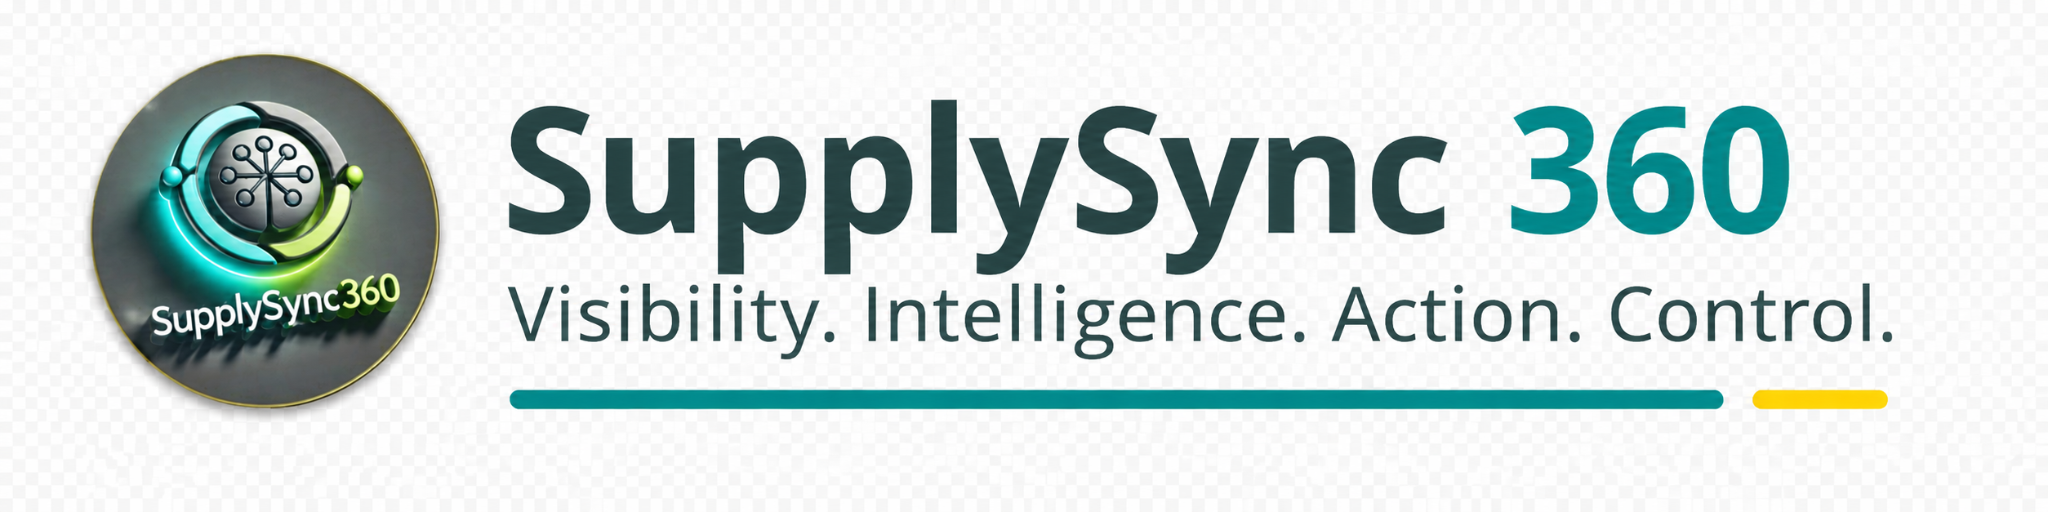 SupplySync360
SupplySync 360
Visibility. Intelligence. Action. Control.